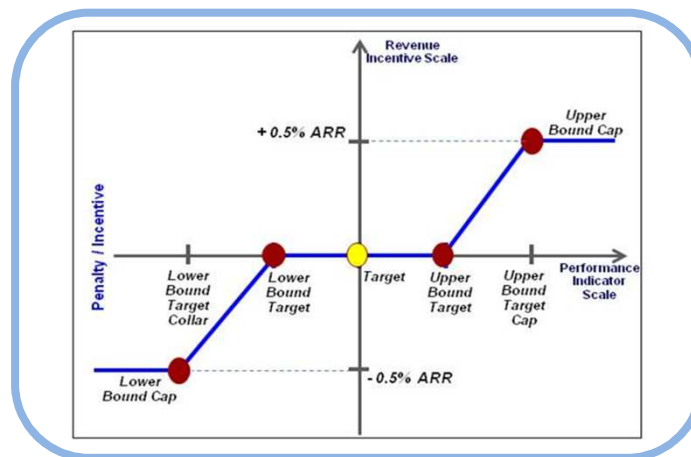 Revenue
Incentive Scale
Upper
Bound Cap
+ 0.5% ARR
Penalty / Incentive
Lower
Bound
Target
Collar
Lower
Bound
Target
Target
Upper
Bound
Target
Upper
Bound
Target
Cap
Performance
Indicator
Scale
Lower
Bound Cap
- 0.5% ARR